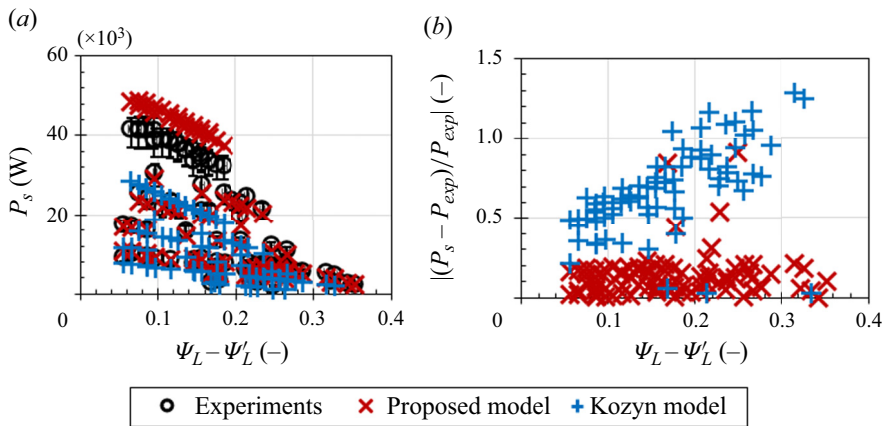 (a)
(×10³)
60
40
20
0
0.1
0.2
0.3
0.4
P_s (W)
Ψ_L – Ψ′_L (–)
(b)
1.5
1.0
0.5
0
0.1
0.2
0.3
0.4
|(P_s – P_exp)/P_exp| (–)
Ψ_L – Ψ′_L (–)
Experiments Proposed model Kozyn model